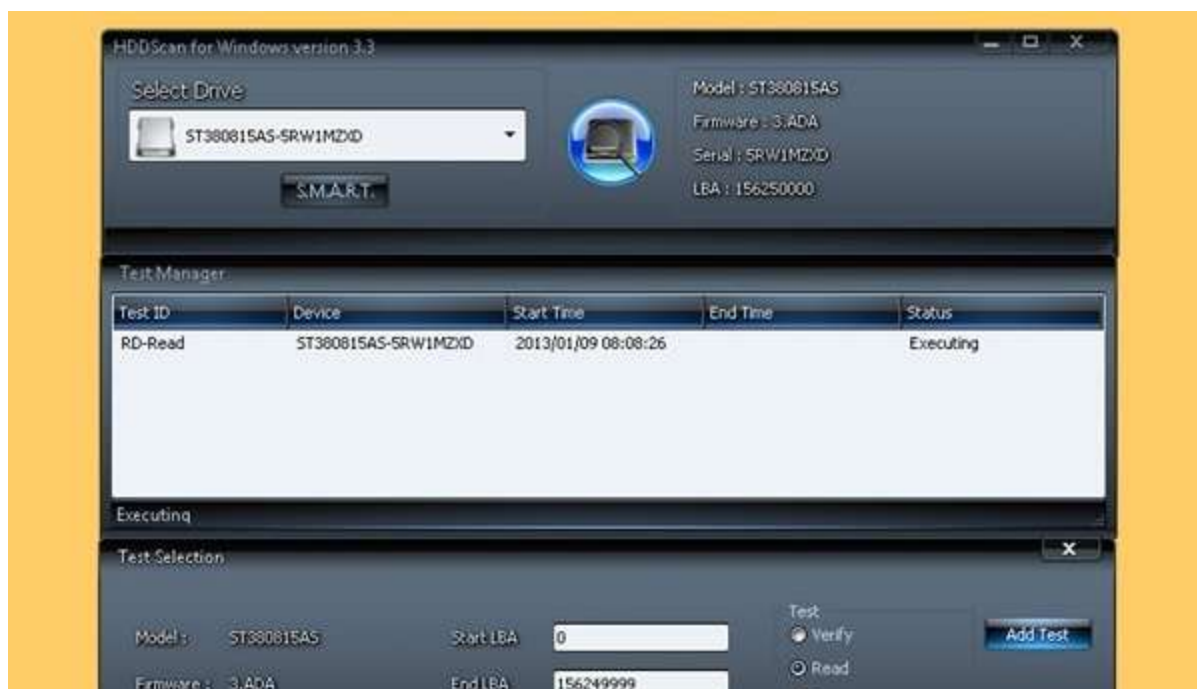 HDDScan for Windows version 3.3
Select Drive
ST380815AS-5RW1MZXD
S.M.A.R.T.
Model : ST380815AS
Firmware : 3.ADA
Serial : 5RW1MZXD
LBA : 156250000
Test Manager
Test ID Device Start Time End Time Status
RD-Read ST380815AS-5RW1MZXD 2013/01/09 08:08:26 Executing
Executing
Test Selection
Model : ST380815AS Start LBA 0
Firmware : 3.ADA End LBA 156249999
Test
Verify
Read
Add Test